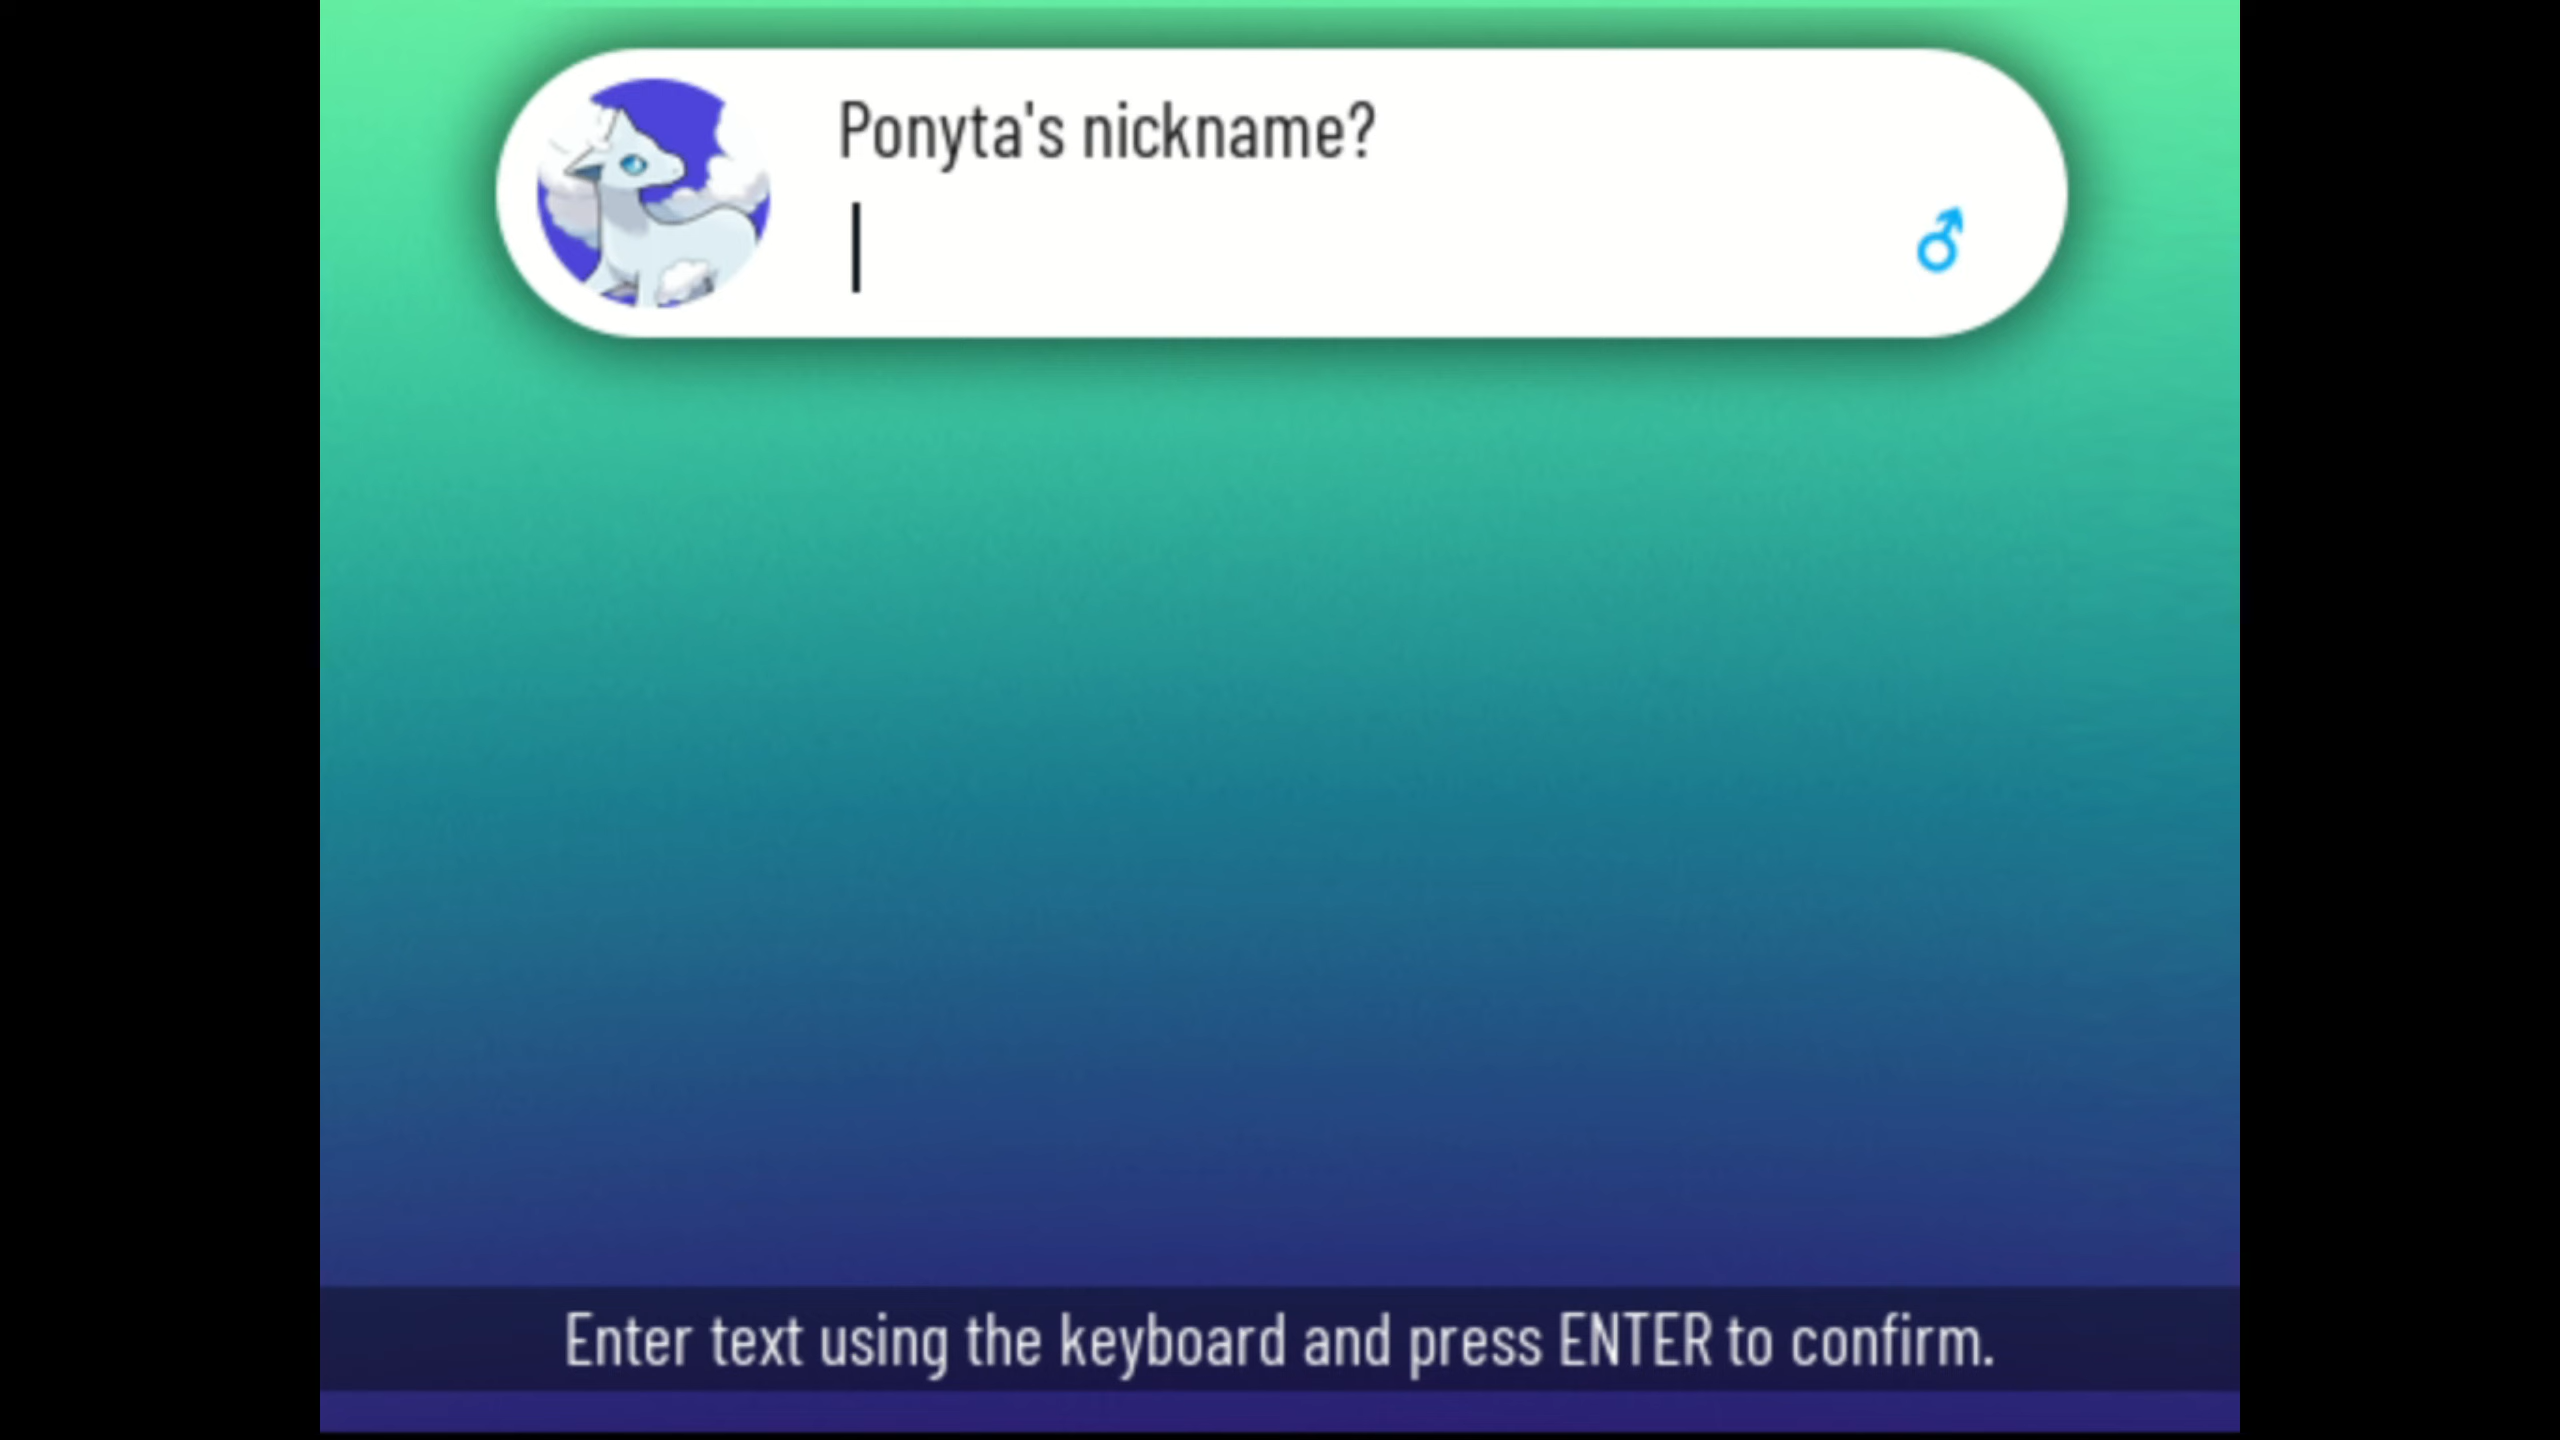 Ponyta's nickname?
Enter text using the keyboard and press ENTER to confirm.